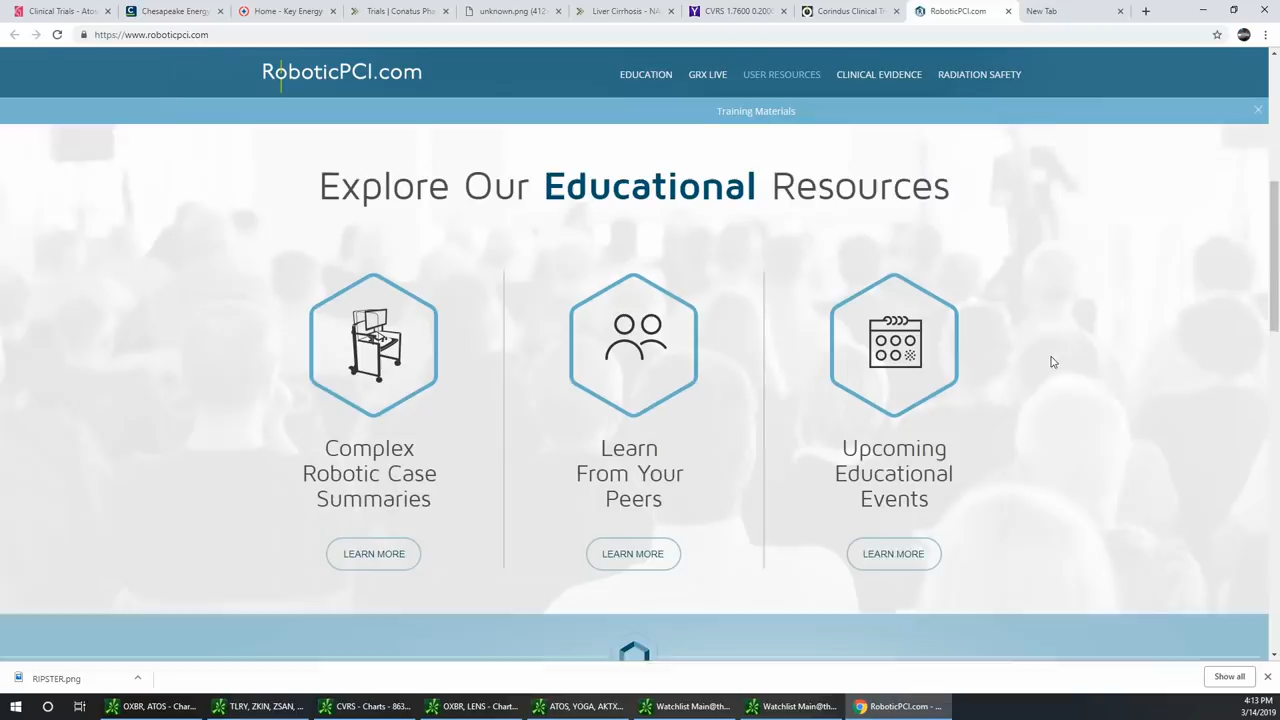 Clinical Trials - Atos
Chesapeake Energy
Home - Key Energy
Trials | Conatus Pha
unknown.png (412
Liver Cirrhosis - NA
CVRS 1.7600 0.2000
Corindus Clinical T
RoboticPCI.com
New Tab
https://www.roboticpci.com
RoboticPCI.com
EDUCATION
GRX LIVE
USER RESOURCES
CLINICAL EVIDENCE
RADIATION SAFETY
Training Materials
Explore Our Educational Resources
Complex
Robotic Case
Summaries
LEARN MORE
Learn
From Your
Peers
LEARN MORE
Upcoming
Educational
Events
LEARN MORE
RIPSTER.png
Show all
OXBR, ATOS - Char...
TLRY, ZKIN, ZSAN, ...
CVRS - Charts - 863...
OXBR, LENS - Chart...
ATOS, YOGA, AKTX...
Watchlist Main@th...
Watchlist Main@th...
RoboticPCI.com - ...
4:13 PM
3/14/2019